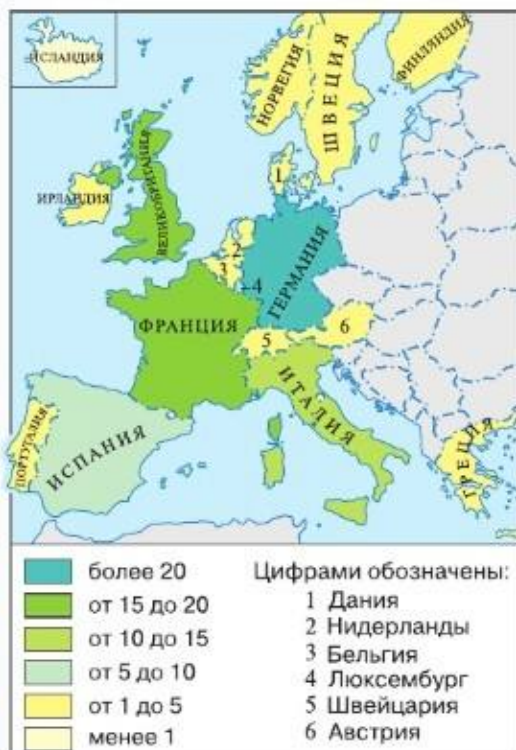 ИСЛАНДИЯ
НОРВЕГИЯ
ШВЕЦИЯ
ФИНЛЯНДИЯ
ИРЛАНДИЯ
ВЕЛИКОБРИТАНИЯ
1
2
3
4
ГЕРМАНИЯ
ФРАНЦИЯ
5
6
ИТАЛИЯ
ПОРТУГАЛИЯ
ИСПАНИЯ
ГРЕЦИЯ
более 20
от 15 до 20
от 10 до 15
от 5 до 10
от 1 до 5
менее 1
Цифрами обозначены:
1 Дания
2 Нидерланды
3 Бельгия
4 Люксембург
5 Швейцария
6 Австрия